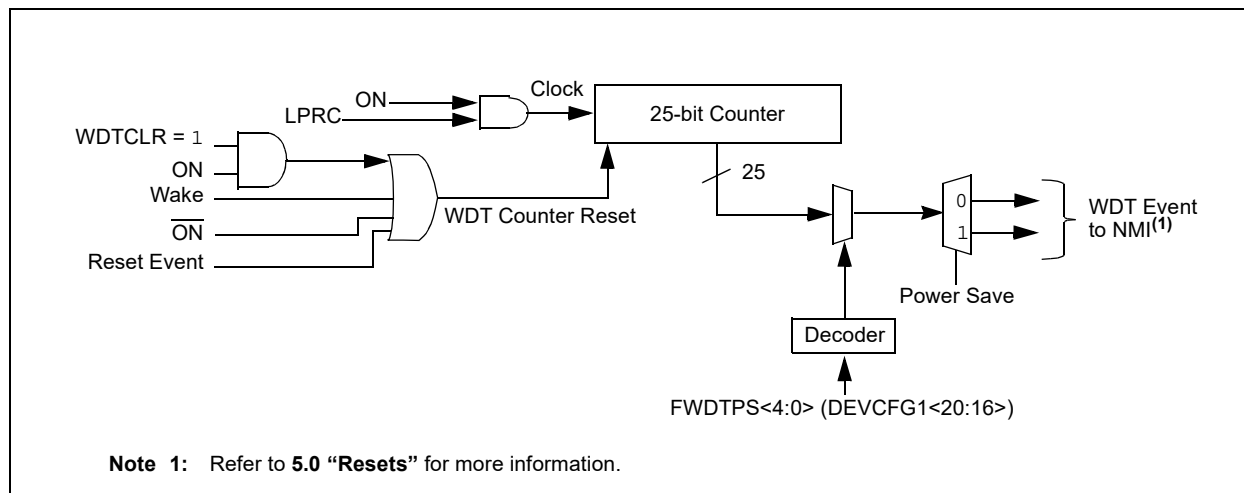 ON
LPRC
Clock
25-bit Counter
WDTCLR = 1
ON
Wake
ON
Reset Event
WDT Counter Reset
25
0
1
WDT Event
to NMI(1)
Power Save
Decoder
FWDTPS<4:0> (DEVCFG1<20:16>)
Note 1: Refer to 5.0 “Resets” for more information.